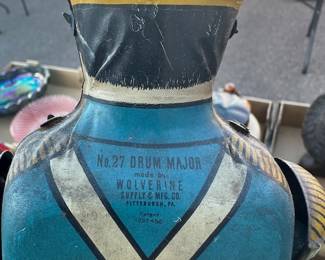 No. 27 DRUM MAJOR
made by
WOLVERINE
SUPPLY & MFG. CO.
PITTSBURGH, PA.